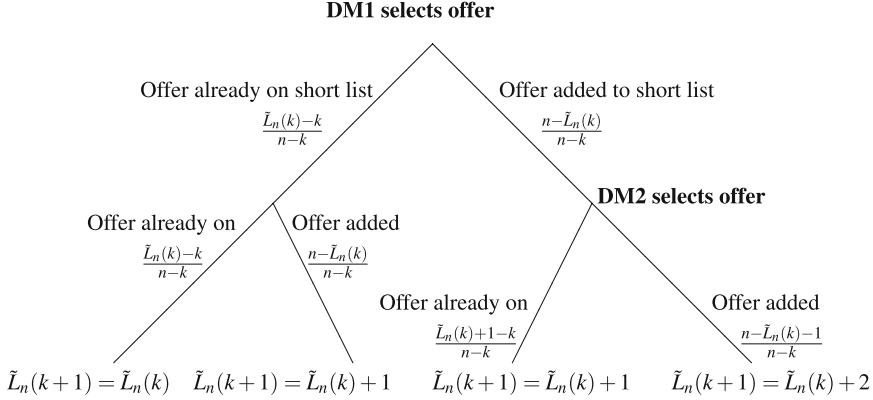 DM1 selects offer
Offer already on short list
Offer added to short list
\frac{\tilde{L}_n(k)-k}{n-k}
\frac{n-\tilde{L}_n(k)}{n-k}
DM2 selects offer
Offer already on
Offer added
\frac{\tilde{L}_n(k)-k}{n-k}
\frac{n-\tilde{L}_n(k)}{n-k}
Offer already on
Offer added
\frac{\tilde{L}_n(k)+1-k}{n-k}
\frac{n-\tilde{L}_n(k)-1}{n-k}
\tilde{L}_n(k+1) = \tilde{L}_n(k)
\tilde{L}_n(k+1) = \tilde{L}_n(k)+1
\tilde{L}_n(k+1) = \tilde{L}_n(k)+1
\tilde{L}_n(k+1) = \tilde{L}_n(k)+2